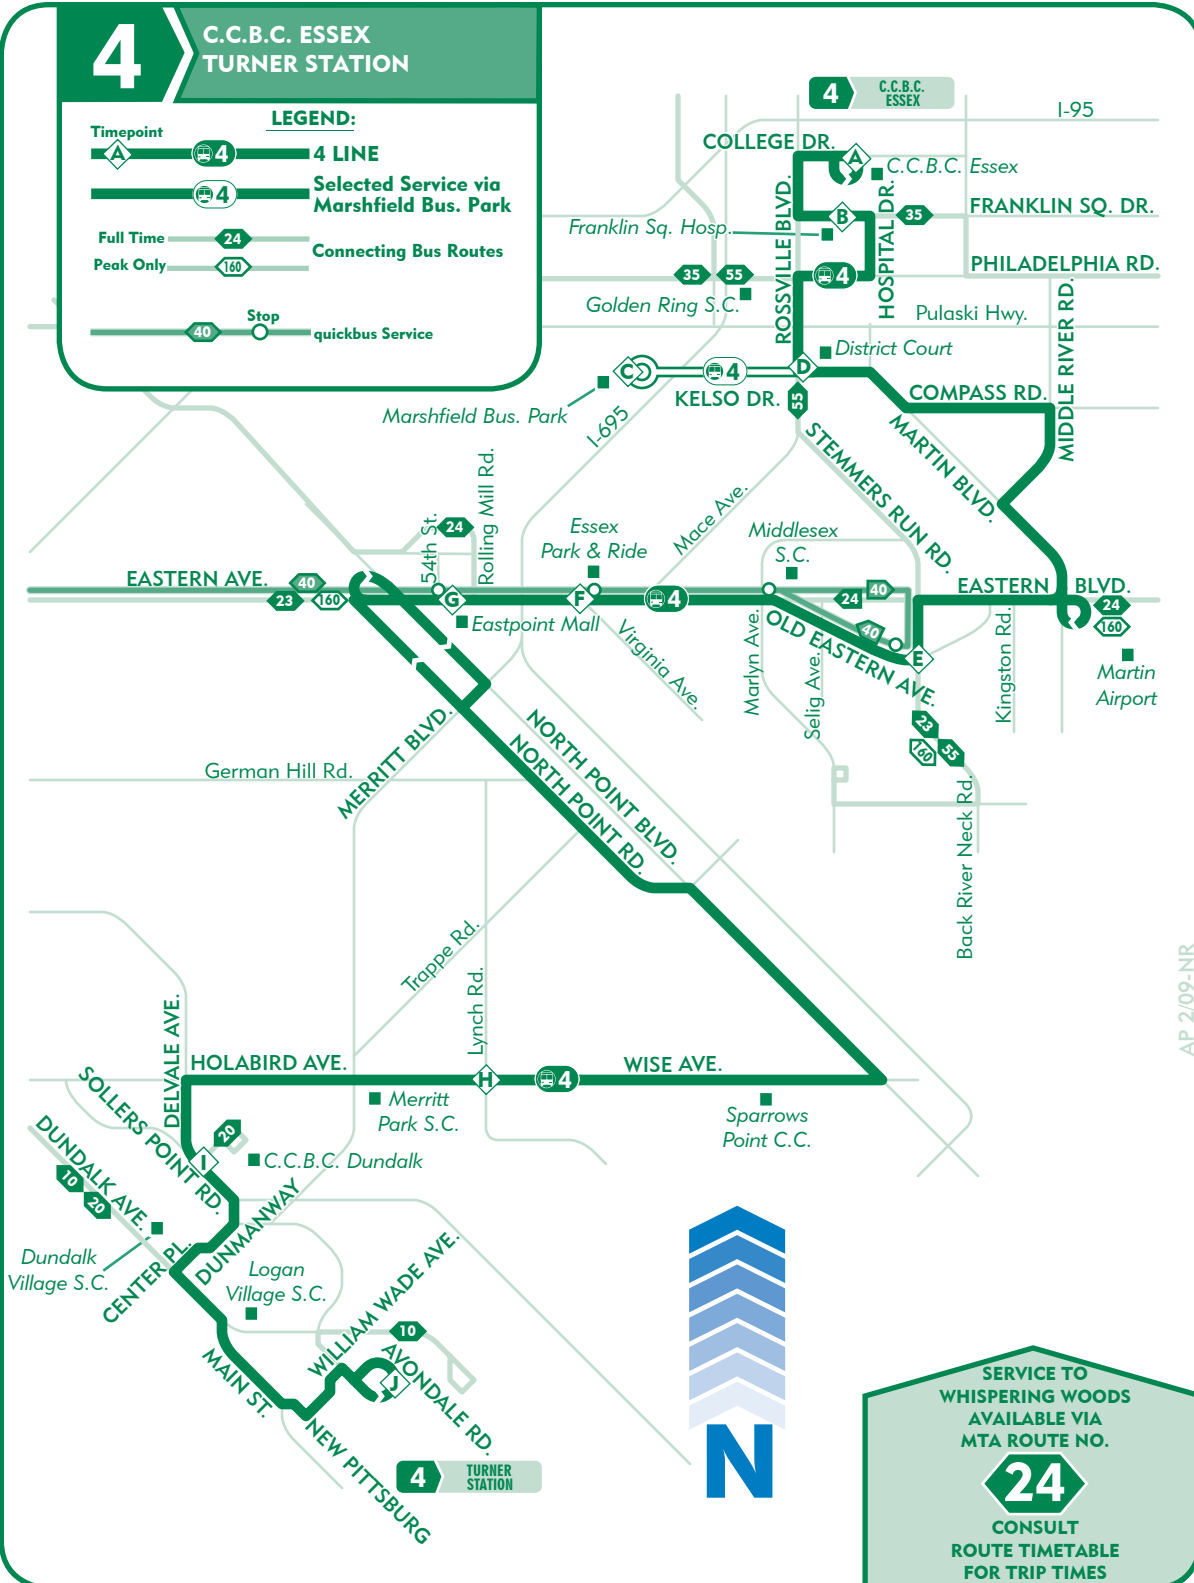 4
C.C.B.C. ESSEX
TURNER STATION
LEGEND:
Timepoint
A
4
4 LINE
4
Selected Service via
Marshfield Bus. Park
Full Time
24
Connecting Bus Routes
Peak Only
160
Stop
40
quickbus Service
4
C.C.B.C.
ESSEX
I-95
COLLEGE DR.
A
C.C.B.C. Essex
ROSSVILLE BLVD.
HOSPITAL DR.
B
35
FRANKLIN SQ. DR.
Franklin Sq. Hosp.
PHILADELPHIA RD.
35
55
4
Golden Ring S.C.
Pulaski Hwy.
MIDDLE RIVER RD.
District Court
C
4
D
KELSO DR.
55
COMPASS RD.
Marshfield Bus. Park
I-695
MARTIN BLVD.
STEMMERS RUN RD.
Mace Ave.
Rolling Mill Rd.
54th St.
24
Essex
Park & Ride
Middlesex
S.C.
EASTERN AVE.
40
23
160
G
F
4
24
40
40
EASTERN BLVD.
24
160
Eastpoint Mall
Virginia Ave.
Marlyn Ave.
Selig Ave.
OLD EASTERN AVE.
E
Kingston Rd.
Martin
Airport
23
160
55
Back River Neck Rd.
MERRITT BLVD.
NORTH POINT BLVD.
NORTH POINT RD.
German Hill Rd.
Trappe Rd.
Lynch Rd.
AP 2/09-NR
DELVALE AVE.
HOLABIRD AVE.
H
4
WISE AVE.
Merritt
Park S.C.
Sparrows
Point C.C.
SOLLERS POINT RD.
DUNDALK AVE.
10
20
20
I
C.C.B.C. Dundalk
DUNMANWAY
CENTER PL.
Dundalk
Village S.C.
Logan
Village S.C.
WILLIAM WADE AVE.
10
AVONDALE RD.
J
MAIN ST.
NEW PITTSBURG
4
TURNER
STATION
N
SERVICE TO
WHISPERING WOODS
AVAILABLE VIA
MTA ROUTE NO.
24
CONSULT
ROUTE TIMETABLE
FOR TRIP TIMES